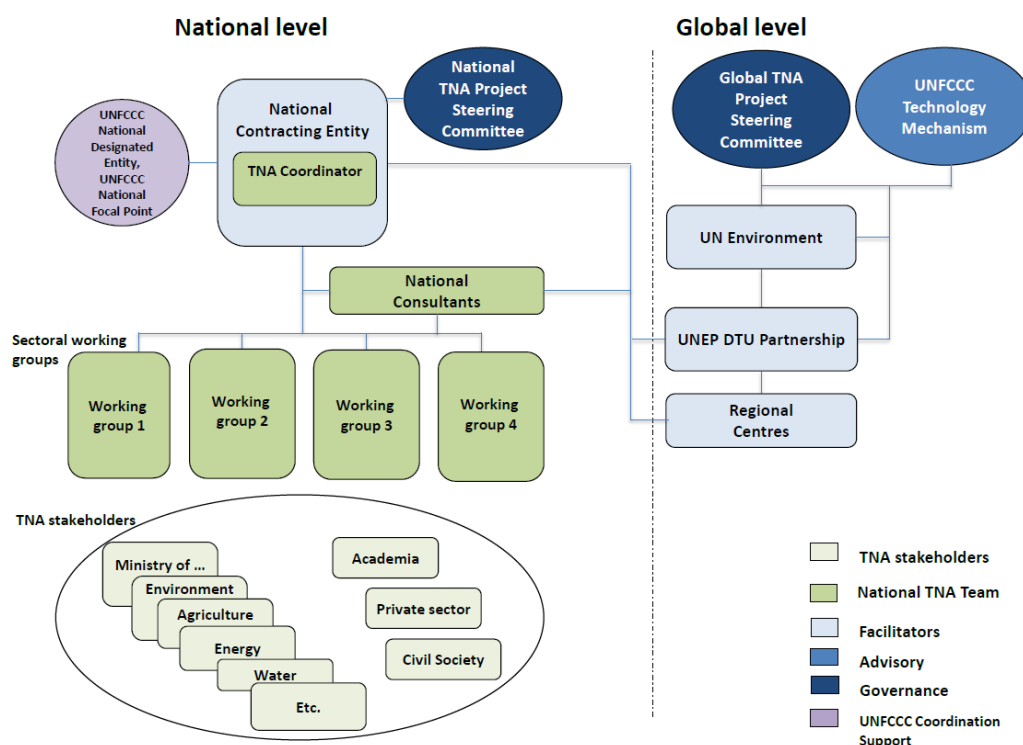 National level
Global level
UNFCCC
National
Designated
Entity,
UNFCCC
National
Focal Point
National
Contracting Entity
TNA Coordinator
National
TNA Project
Steering
Committee
Global TNA
Project
Steering
Committee
UNFCCC
Technology
Mechanism
UN Environment
National
Consultants
UNEP DTU Partnership
Regional
Centres
Sectoral working
groups
Working
group 1
Working
group 2
Working
group 3
Working
group 4
TNA stakeholders
Ministry of ...
Environment
Agriculture
Energy
Water
Etc.
Academia
Private sector
Civil Society
TNA stakeholders
National TNA Team
Facilitators
Advisory
Governance
UNFCCC Coordination
Support